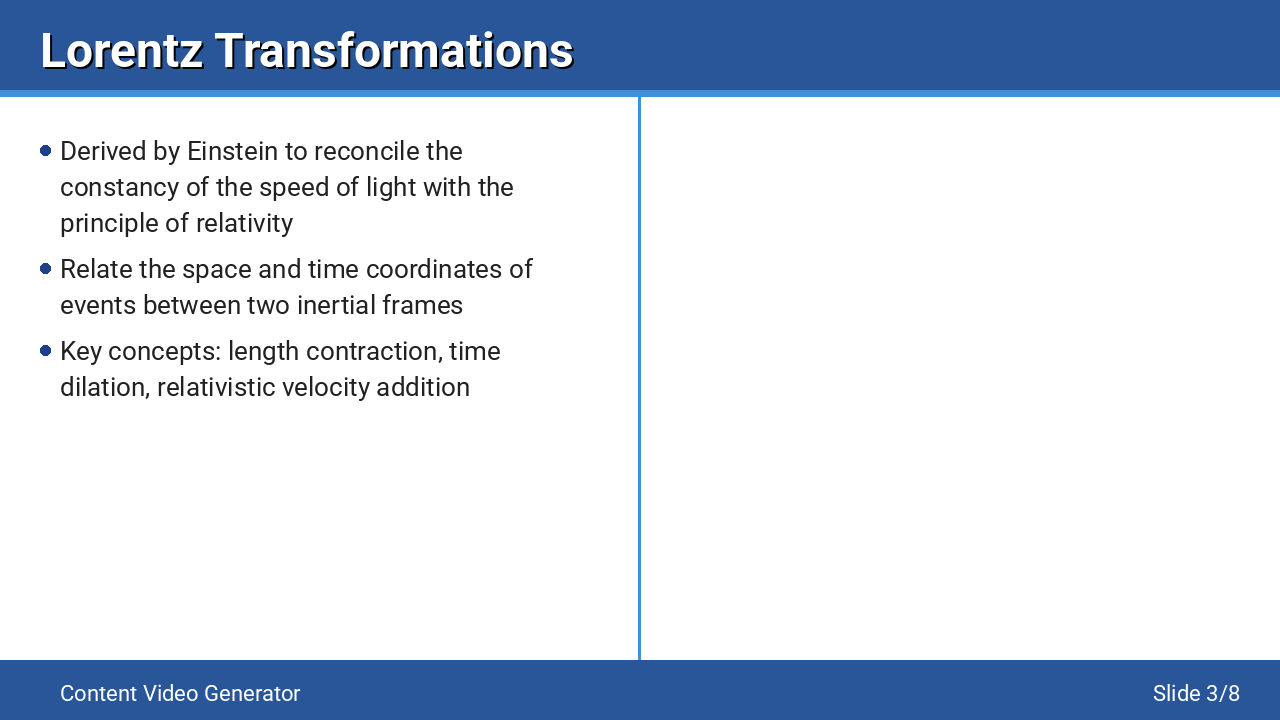 Lorentz Transformations
Derived by Einstein to reconcile the
constancy of the speed of light with the
principle of relativity
Relate the space and time coordinates of
events between two inertial frames
Key concepts: length contraction, time
dilation, relativistic velocity addition
Content Video Generator
Slide 3/8